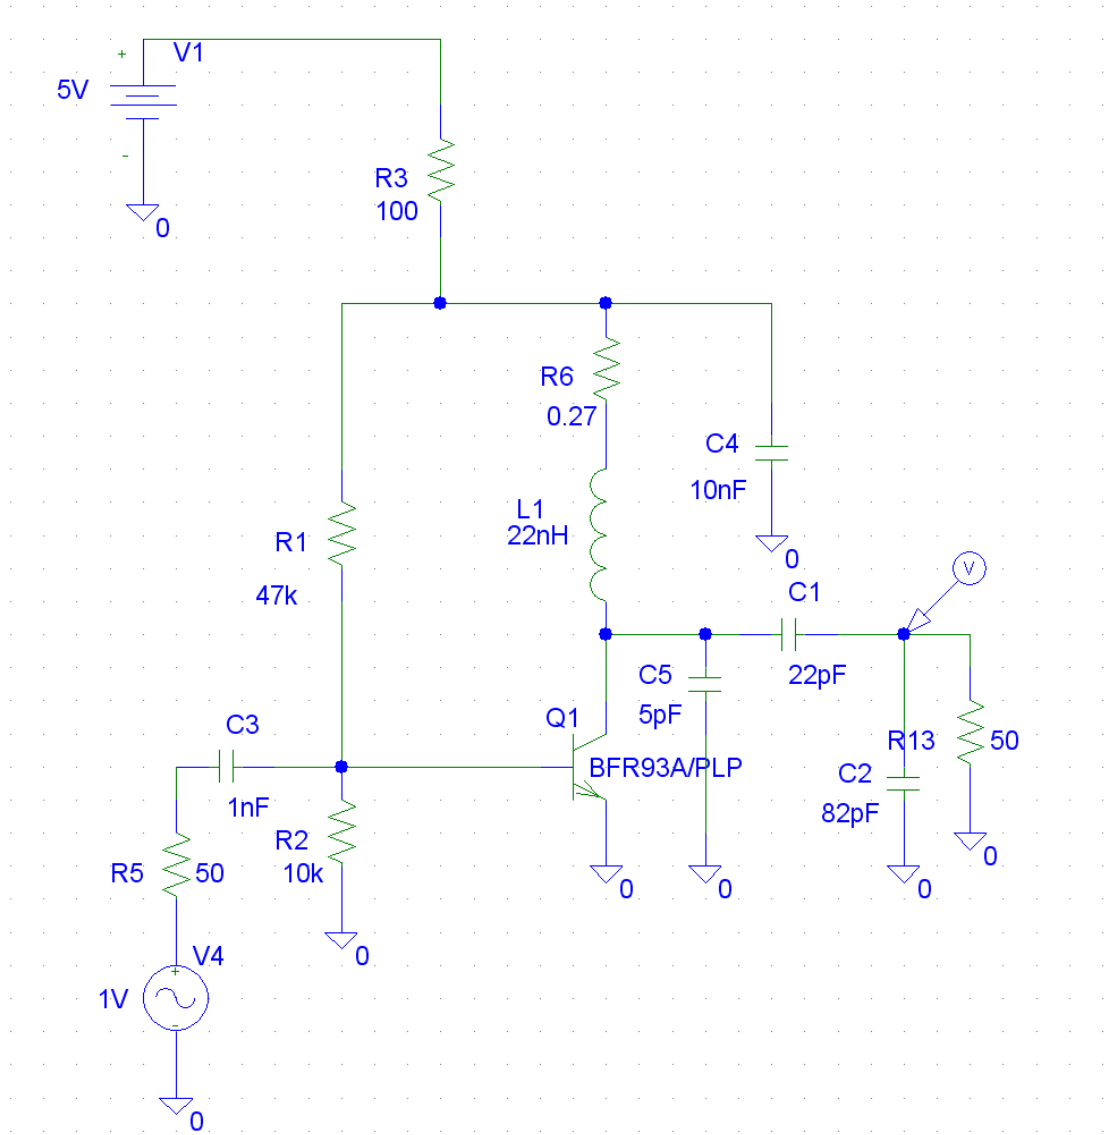 +
V1
5V
-
0
R3
100
R6
0.27
C4
10nF
0
L1
22nH
R1
47k
V
C1
22pF
C5
5pF
Q1
BFR93A/PLP
C3
1nF
R13
50
C2
82pF
0
R2
10k
R5
50
0
0
0
0
V4
+
1V
-
0